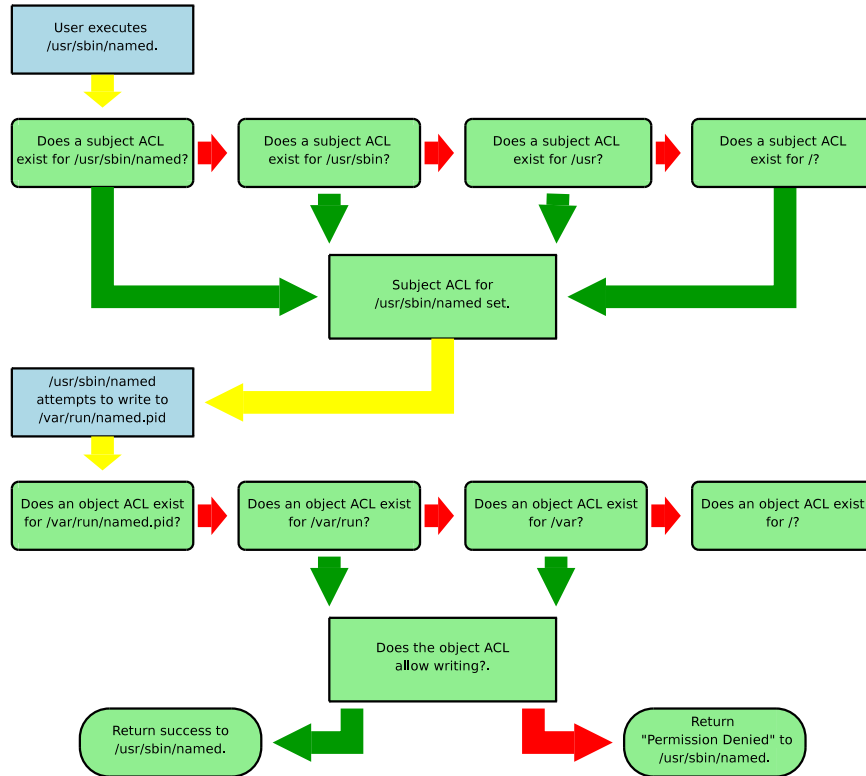 User executes
/usr/sbin/named.
Does a subject ACL
exist for /usr/sbin/named?
Does a subject ACL
exist for /usr/sbin?
Does a subject ACL
exist for /usr?
Does a subject ACL
exist for /?
Subject ACL for
/usr/sbin/named set.
/usr/sbin/named
attempts to write to
/var/run/named.pid
Does an object ACL exist
for /var/run/named.pid?
Does an object ACL exist
for /var/run?
Does an object ACL exist
for /var?
Does an object ACL exist
for /?
Does the object ACL
allow writing?.
Return success to
/usr/sbin/named.
Return
"Permission Denied" to
/usr/sbin/named.